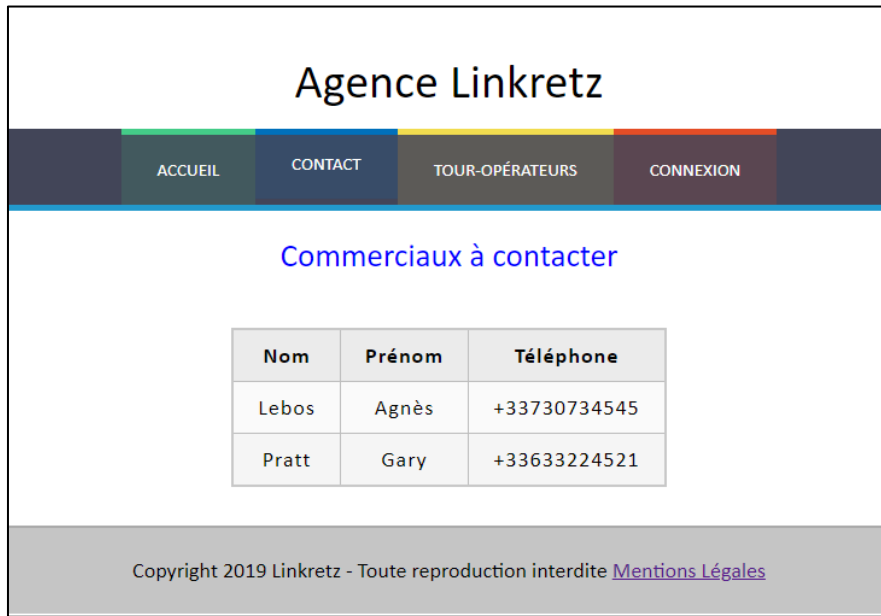 Agence Linkretz
ACCUEIL CONTACT TOUR-OPÉRATEURS CONNEXION
Commerciaux à contacter
Nom Prénom Téléphone
Lebos Agnès +33730734545
Pratt Gary +33633224521
Copyright 2019 Linkretz - Toute reproduction interdite Mentions Légales